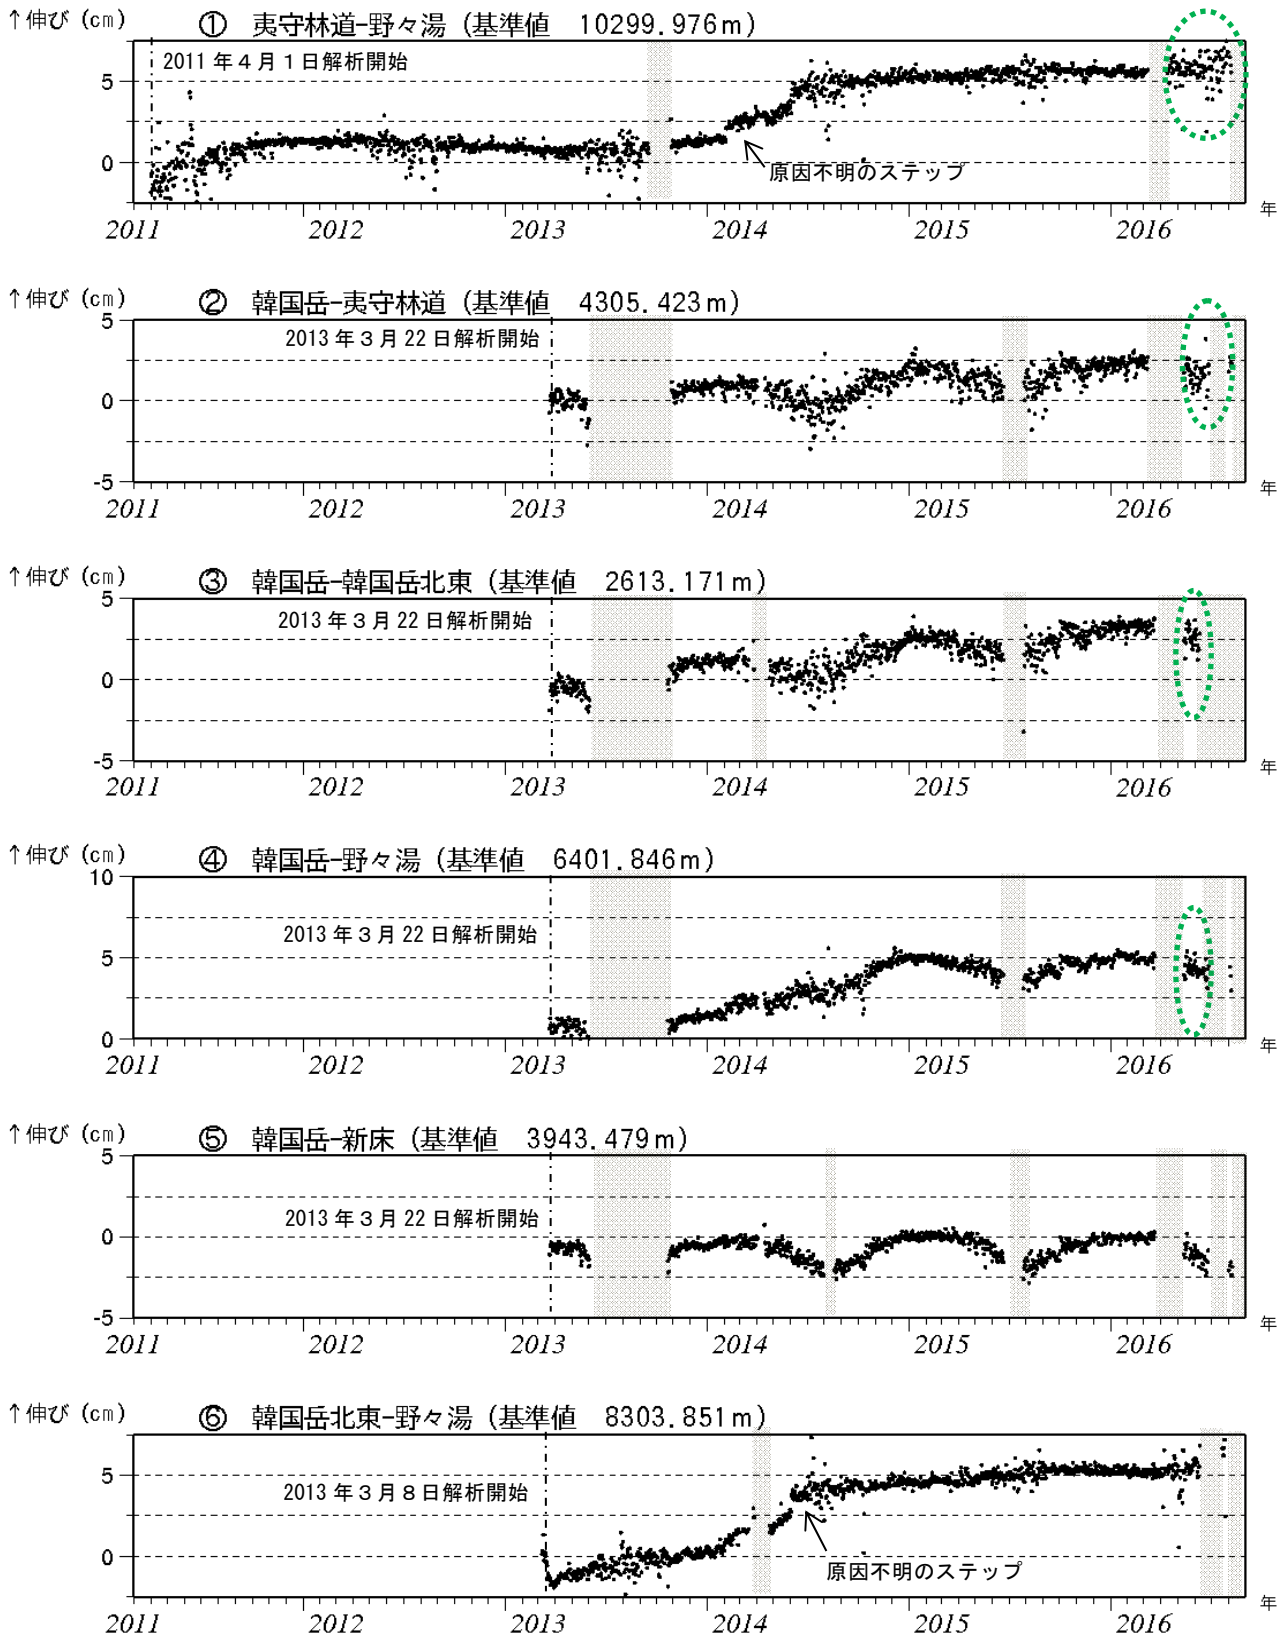 ↑伸び (cm) ① 夷守林道-野々湯 (基準値 10299.976m)
2011年4月1日解析開始
5
0
原因不明のステップ
2011 2012 2013 2014 2015 2016 年
↑伸び (cm) ② 韓国岳-夷守林道 (基準値 4305.423m)
5
2013年3月22日解析開始
0
-5
2011 2012 2013 2014 2015 2016 年
↑伸び (cm) ③ 韓国岳-韓国岳北東 (基準値 2613.171m)
5
2013年3月22日解析開始
0
-5
2011 2012 2013 2014 2015 2016 年
↑伸び (cm) ④ 韓国岳-野々湯 (基準値 6401.846m)
10
2013年3月22日解析開始
5
0
2011 2012 2013 2014 2015 2016 年
↑伸び (cm) ⑤ 韓国岳-新床 (基準値 3943.479m)
5
2013年3月22日解析開始
0
-5
2011 2012 2013 2014 2015 2016 年
↑伸び (cm) ⑥ 韓国岳北東-野々湯 (基準値 8303.851m)
5
2013年3月8日解析開始
0
原因不明のステップ
2011 2012 2013 2014 2015 2016 年